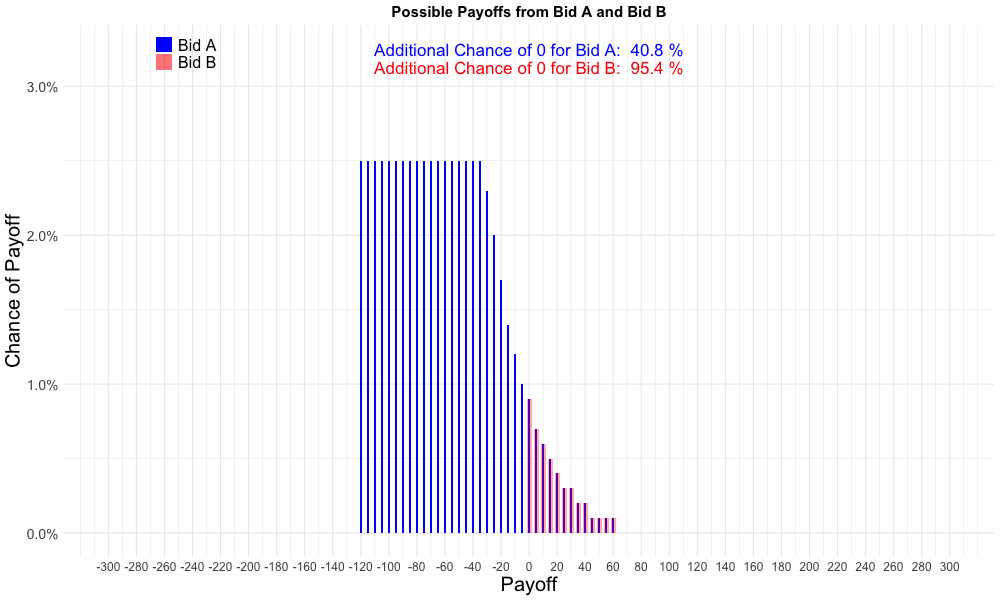 Possible Payoffs from Bid A and Bid B
Bid A
Bid B
Additional Chance of 0 for Bid A:  40.8 %
Additional Chance of 0 for Bid B:  95.4 %
Chance of Payoff
3.0%
2.0%
1.0%
0.0%
-300 -280 -260 -240 -220 -200 -180 -160 -140 -120 -100 -80 -60 -40 -20 0 20 40 60 80 100 120 140 160 180 200 220 240 260 280 300
Payoff